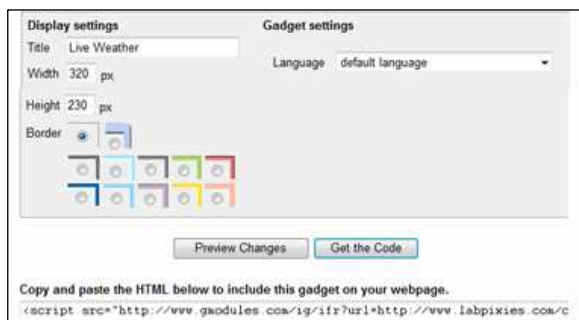 Display settings
Gadget settings
Title Live Weather
Language default language
Width 320 px
Height 230 px
Border
Preview Changes
Get the Code
Copy and paste the HTML below to include this gadget on your webpage.
<script src="http://www.gmodules.com/ig/ifr?url=http://www.labpixies.com/c